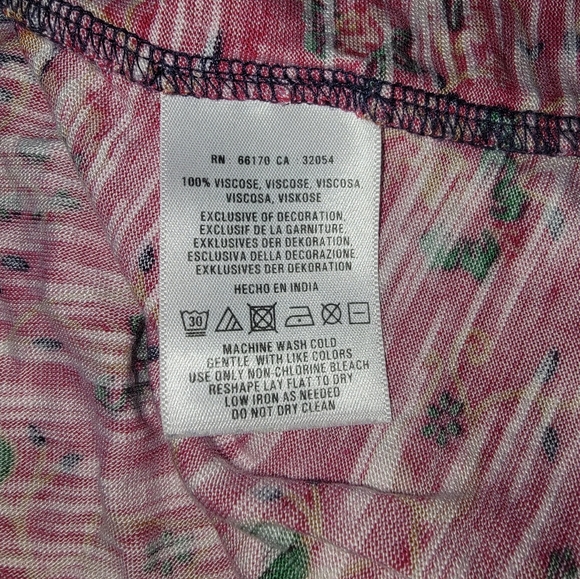 RN 66170 CA 32054
100% VISCOSE, VISCOSE, VISCOSA,
VISCOSA, VISKOSE
EXCLUSIVE OF DECORATION,
EXCLUSIF DE LA GARNITURE,
EXCLUSIVES DER DEKORATION,
ESCLUSIVA DELLA DECORAZIONE
EXCLUSIVES DER DEKORATION
HECHO EN INDIA
30
MACHINE WASH COLD
GENTLE WITH LIKE COLORS
USE ONLY NON-CHLORINE BLEACH
RESHAPE LAY FLAT TO DRY
LOW IRON AS NEEDED
DO NOT DRY CLEAN